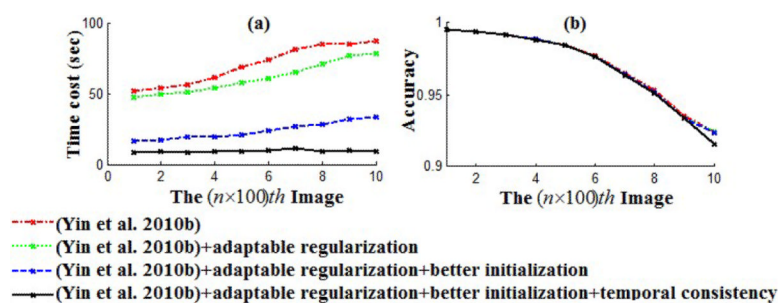 (a)
100
50
0
Time cost (sec)
0 2 4 6 8 10
The (n×100)th Image
(b)
1
0.95
0.9
Accuracy
2 4 6 8 10
The (n×100)th Image
(Yin et al. 2010b)
(Yin et al. 2010b)+adaptable regularization
(Yin et al. 2010b)+adaptable regularization+better initialization
(Yin et al. 2010b)+adaptable regularization+better initialization+temporal consistency